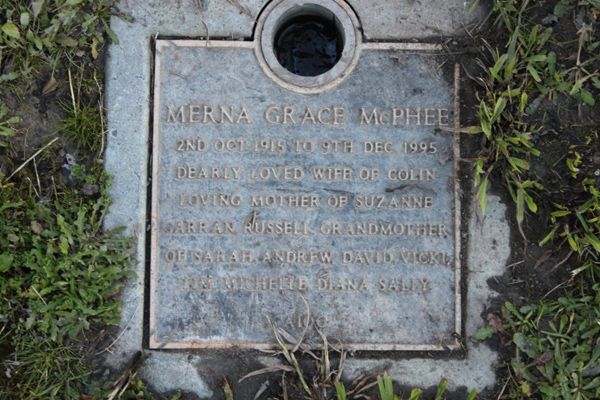 MERNA GRACE McPHEE
2ND OCT 1915 TO 9TH DEC 1995
DEARLY LOVED WIFE OF COLIN
LOVING MOTHER OF SUZANNE
DARRAN, RUSSELL, GRANDMOTHER
OF SARAH, ANDREW, DAVID, VICKI,
TIM, MICHELLE, DIANA, SALLY